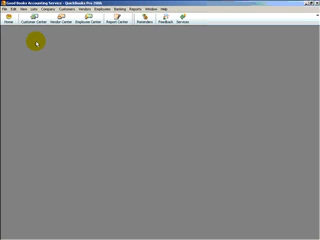 Good Books Accounting Service - QuickBooks Pro 2006
File Edit View Lists Company Customers Vendors Employees Banking Reports Window Help
Home Customer Center Vendor Center Employee Center Report Center Reminders Feedback Services